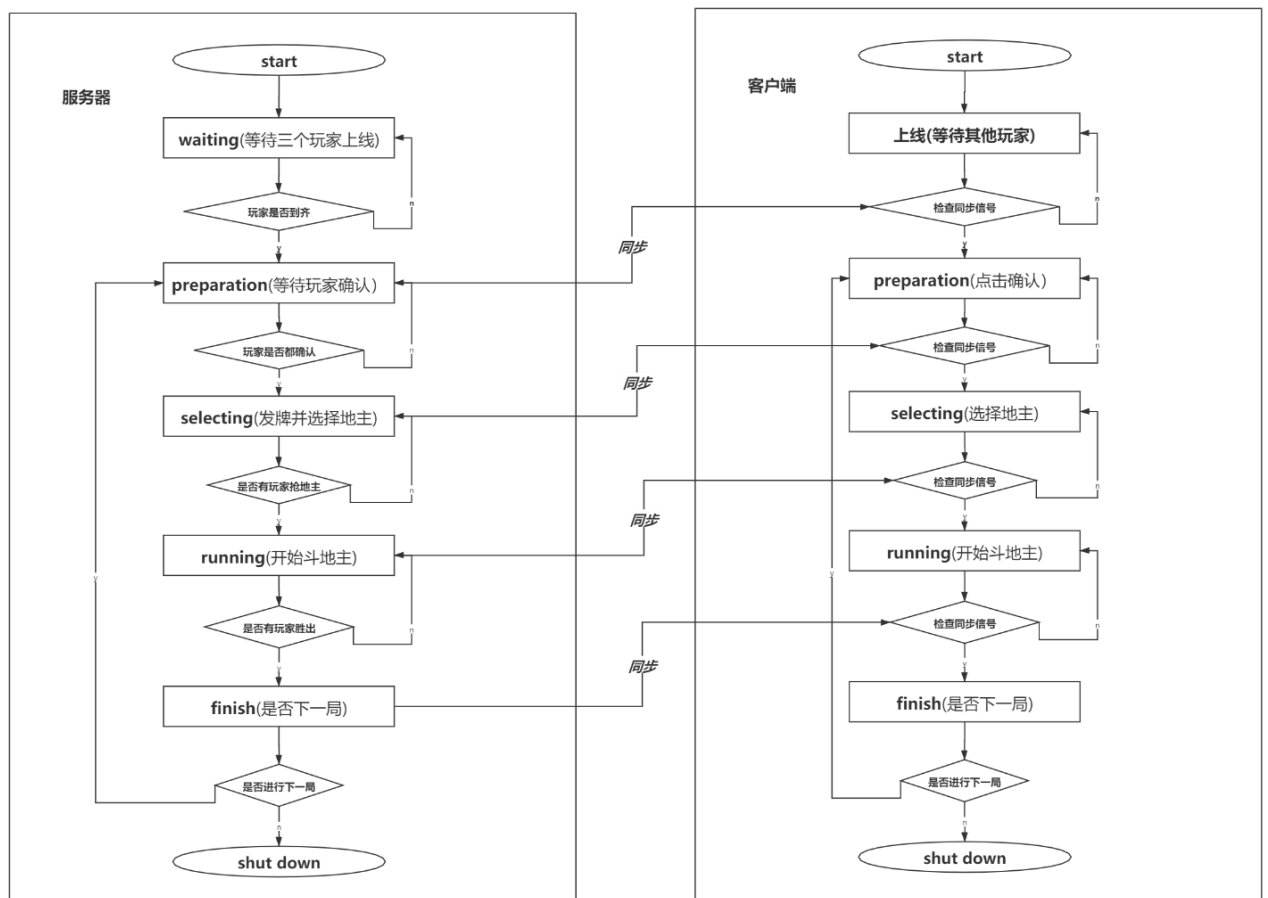 服务器
start
waiting(等待三个玩家上线)
n
玩家是否到齐
y
preparation(等待玩家确认)
n
玩家是否都确认
y
selecting(发牌并选择地主)
n
是否有玩家抢地主
y
running(开始斗地主)
n
是否有玩家胜出
y
finish(是否下一局)
y
是否进行下一局
n
shut down
同步
同步
同步
同步
客户端
start
上线(等待其他玩家)
n
检查同步信号
y
preparation(点击确认)
n
检查同步信号
y
selecting(选择地主)
n
检查同步信号
y
running(开始斗地主)
n
检查同步信号
y
finish(是否下一局)
y
是否进行下一局
n
shut down